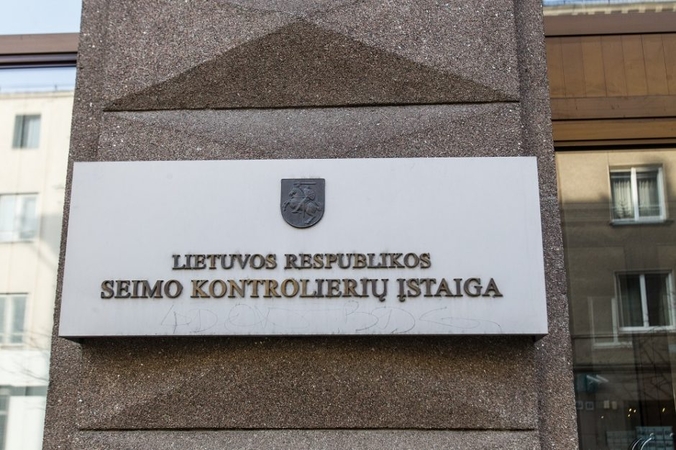 LIETUVOS RESPUBLIKOS
SEIMO KONTROLIERIŲ ĮSTAIGA